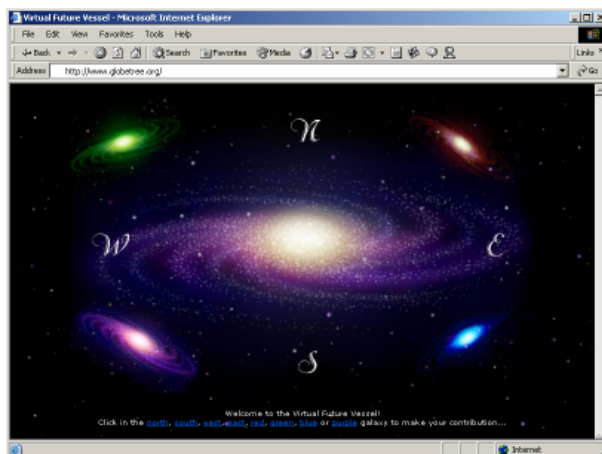 Virtual Future Vessel - Microsoft Internet Explorer
File Edit View Favorites Tools Help
Back Search Favorites Media Links »
Address http://www.globetree.org/ Go
N
W E
S
Welcome to the Virtual Future Vessel!
Click in the north, south, west, east, red, green, blue or purple galaxy to make your contribution...
Internet